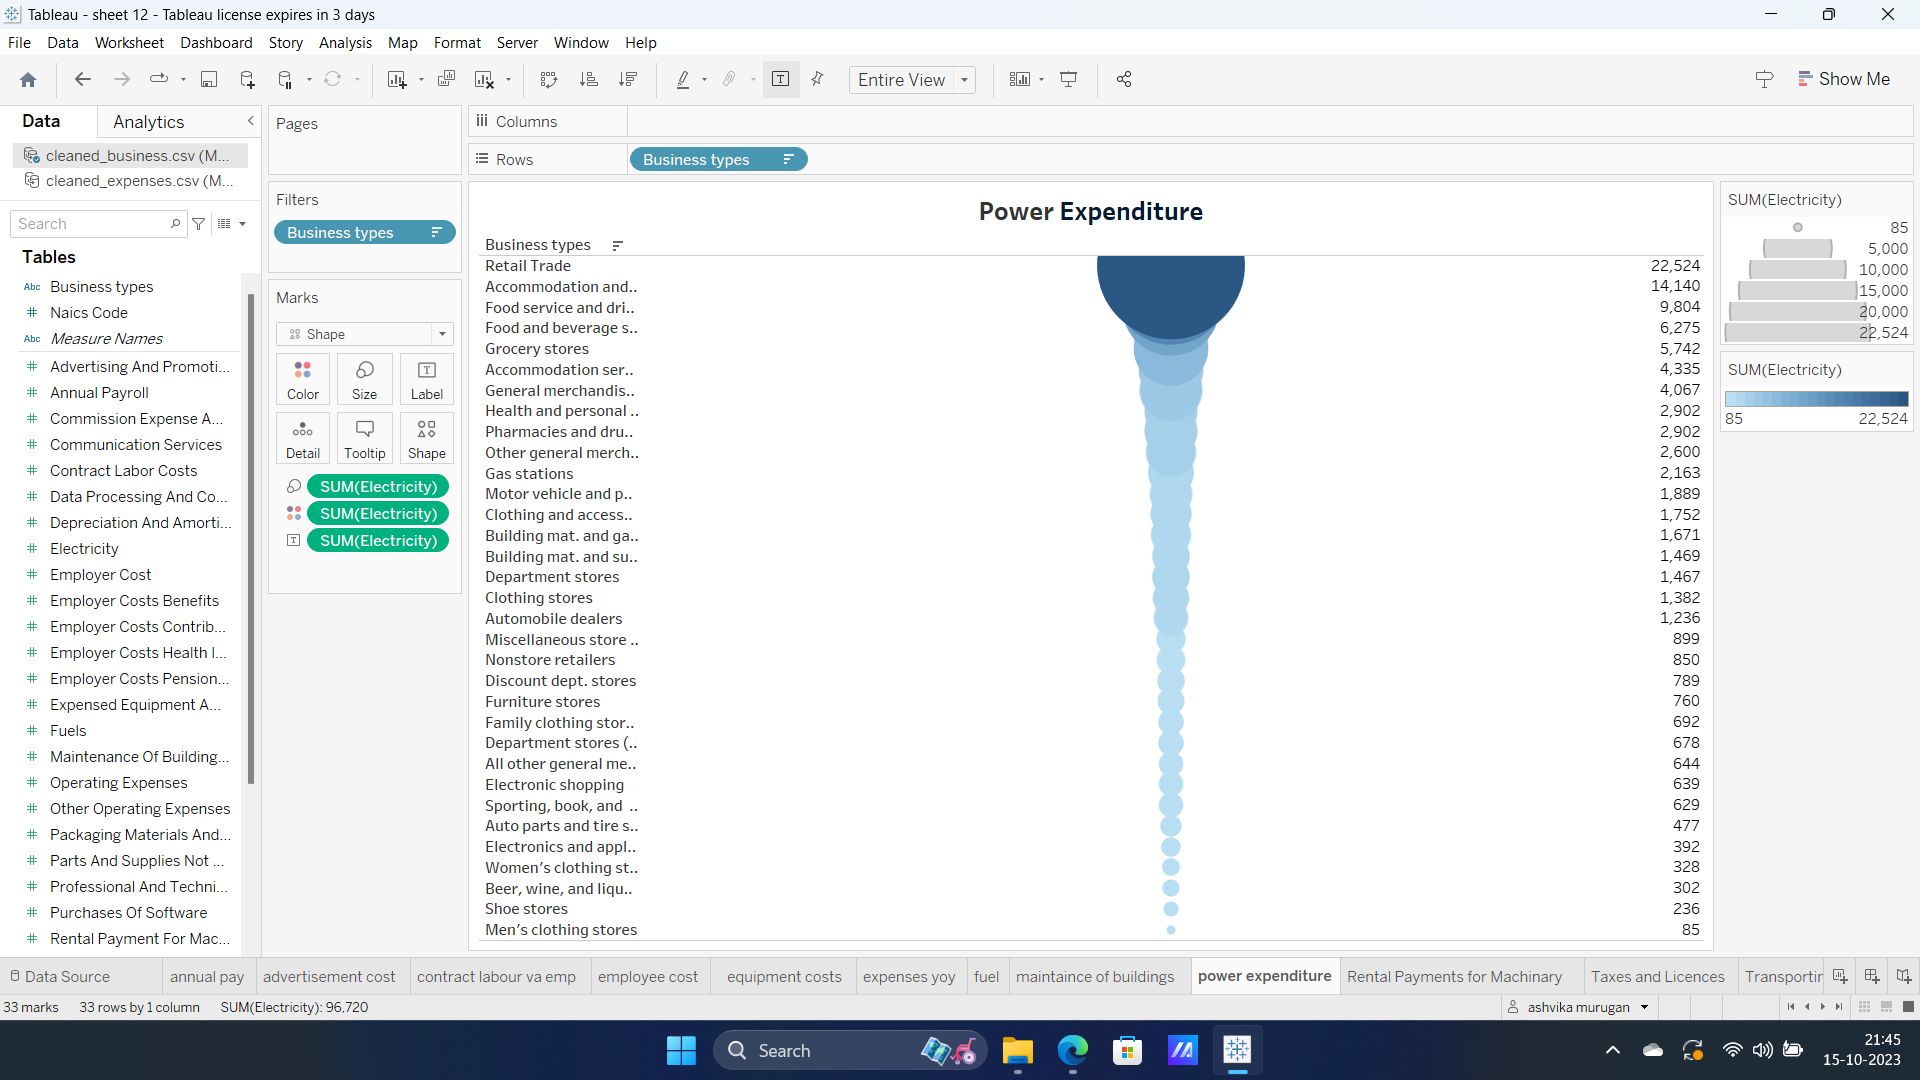 Tableau - sheet 12 - Tableau license expires in 3 days
File Data Worksheet Dashboard Story Analysis Map Format Server Window Help
Entire View
Show Me
Data Analytics
cleaned_business.csv (M...
cleaned_expenses.csv (M...
Search
Tables
Abc Business types
# Naics Code
Abc Measure Names
# Advertising And Promoti...
# Annual Payroll
# Commission Expense A...
# Communication Services
# Contract Labor Costs
# Data Processing And Co...
# Depreciation And Amorti...
# Electricity
# Employer Cost
# Employer Costs Benefits
# Employer Costs Contrib...
# Employer Costs Health I...
# Employer Costs Pension...
# Expensed Equipment A...
# Fuels
# Maintenance Of Building...
# Operating Expenses
# Other Operating Expenses
# Packaging Materials And...
# Parts And Supplies Not ...
# Professional And Techni...
# Purchases Of Software
# Rental Payment For Mac...
Pages
Filters
Business types
Marks
Shape
Color Size Label
Detail Tooltip Shape
SUM(Electricity)
SUM(Electricity)
SUM(Electricity)
Columns
Rows Business types
Power Expenditure
Business types
Retail Trade 22,524
Accommodation and.. 14,140
Food service and dri.. 9,804
Food and beverage s.. 6,275
Grocery stores 5,742
Accommodation ser.. 4,335
General merchandis.. 4,067
Health and personal .. 2,902
Pharmacies and dru.. 2,902
Other general merch.. 2,600
Gas stations 2,163
Motor vehicle and p.. 1,889
Clothing and access.. 1,752
Building mat. and ga.. 1,671
Building mat. and su.. 1,469
Department stores 1,467
Clothing stores 1,382
Automobile dealers 1,236
Miscellaneous store .. 899
Nonstore retailers 850
Discount dept. stores 789
Furniture stores 760
Family clothing stor.. 692
Department stores (.. 678
All other general me.. 644
Electronic shopping 639
Sporting, book, and .. 629
Auto parts and tire s.. 477
Electronics and appl.. 392
Women's clothing st.. 328
Beer, wine, and liqu.. 302
Shoe stores 236
Men's clothing stores 85
SUM(Electricity)
85
5,000
10,000
15,000
20,000
22,524
SUM(Electricity)
85 22,524
Data Source annual pay advertisement cost contract labour va emp employee cost equipment costs expenses yoy fuel maintaince of buildings power expenditure Rental Payments for Machinary Taxes and Licences Transportin
33 marks 33 rows by 1 column SUM(Electricity): 96,720 ashvika murugan
Search
21:45
15-10-2023